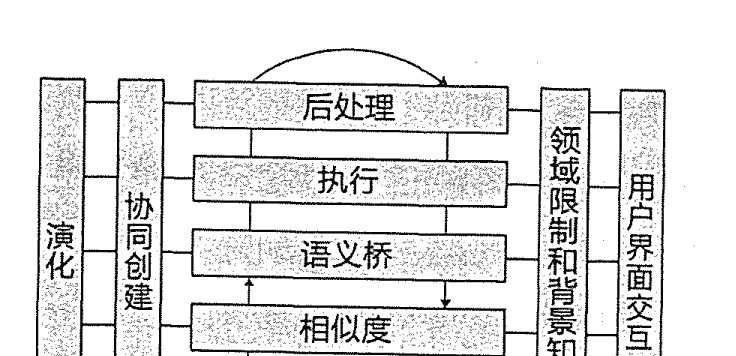 后处理
执行
语义桥
相似度
演化
协同创建
领域限制和背景知
用户界面交互